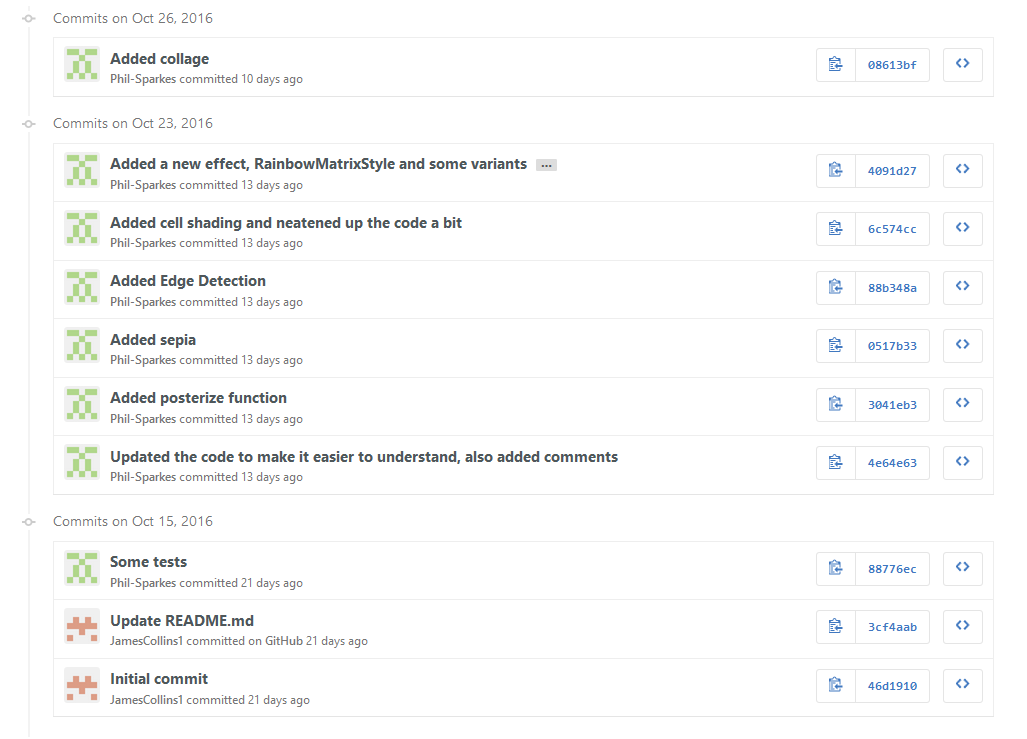 Commits on Oct 26, 2016
Added collage
Phil-Sparkes committed 10 days ago
08613bf
Commits on Oct 23, 2016
Added a new effect, RainbowMatrixStyle and some variants ...
Phil-Sparkes committed 13 days ago
4091d27
Added cell shading and neatened up the code a bit
Phil-Sparkes committed 13 days ago
6c574cc
Added Edge Detection
Phil-Sparkes committed 13 days ago
88b348a
Added sepia
Phil-Sparkes committed 13 days ago
0517b33
Added posterize function
Phil-Sparkes committed 13 days ago
3041eb3
Updated the code to make it easier to understand, also added comments
Phil-Sparkes committed 13 days ago
4e64e63
Commits on Oct 15, 2016
Some tests
Phil-Sparkes committed 21 days ago
88776ec
Update README.md
JamesCollins1 committed on GitHub 21 days ago
3cf4aab
Initial commit
JamesCollins1 committed 21 days ago
46d1910